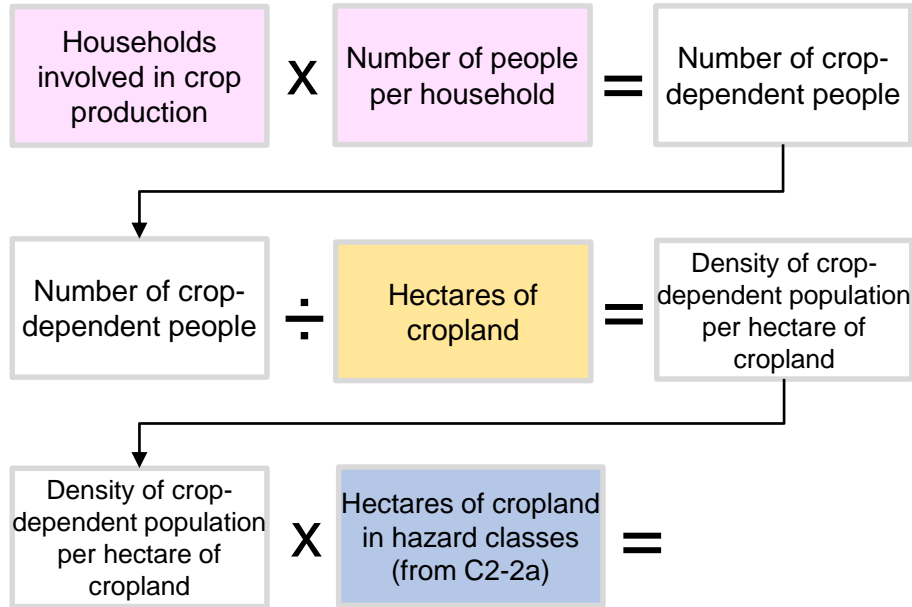 Households
involved in crop
production
X
Number of people
per household
=
Number of crop-
dependent people
Number of crop-
dependent people
÷
Hectares of
cropland
=
Density of crop-
dependent population
per hectare of
cropland
Density of crop-
dependent population
per hectare of
cropland
X
Hectares of cropland
in hazard classes
(from C2-2a)
=